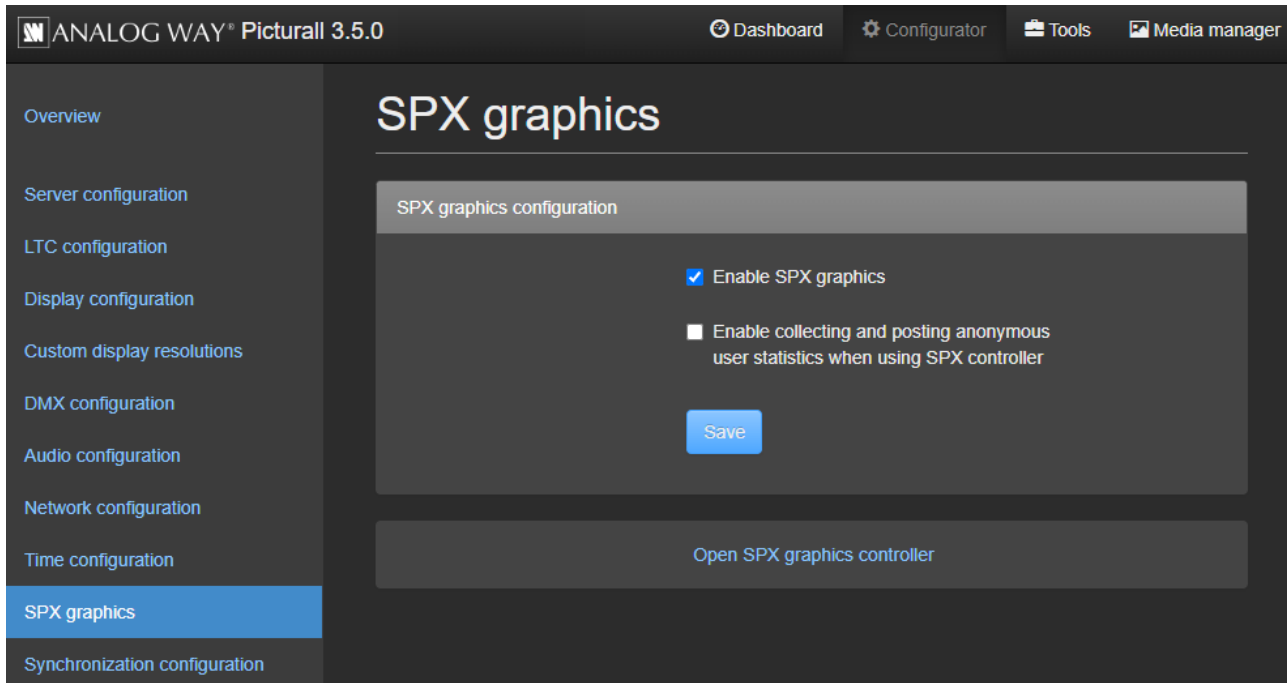 ANALOG WAY® Picturall 3.5.0
Dashboard
Configurator
Tools
Media manager
Overview
Server configuration
LTC configuration
Display configuration
Custom display resolutions
DMX configuration
Audio configuration
Network configuration
Time configuration
SPX graphics
Synchronization configuration
SPX graphics
SPX graphics configuration
Enable SPX graphics
Enable collecting and posting anonymous
user statistics when using SPX controller
Save
Open SPX graphics controller